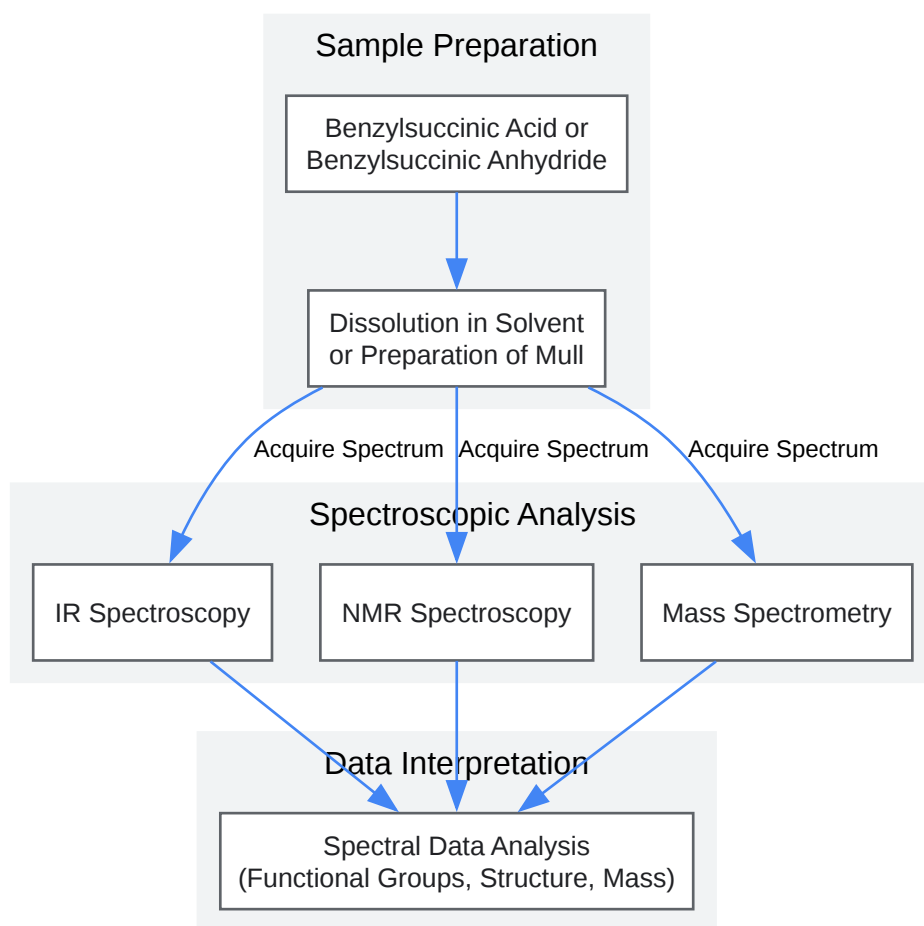 Sample Preparation
Benzylsuccinic Acid or
Benzylsuccinic Anhydride
Dissolution in Solvent
or Preparation of Mull
Acquire Spectrum
Acquire Spectrum
Acquire Spectrum
Spectroscopic Analysis
IR Spectroscopy
NMR Spectroscopy
Mass Spectrometry
Data Interpretation
Spectral Data Analysis
(Functional Groups, Structure, Mass)